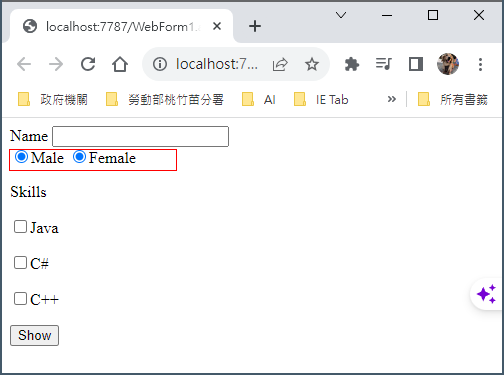 localhost:7787/WebForm1.
localhost:7...
政府機關 勞動部桃竹苗分署 AI IE Tab » 所有書籤
Name
Male Female
Skills
Java
C#
C++
Show